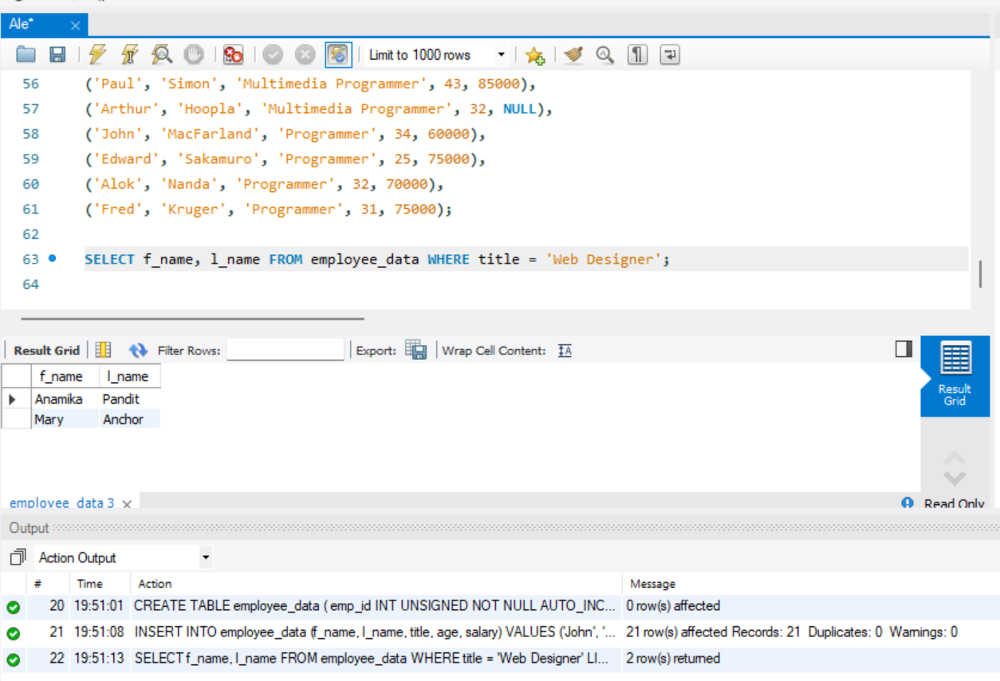 Ale*
Limit to 1000 rows
56 ('Paul', 'Simon', 'Multimedia Programmer', 43, 85000),
57 ('Arthur', 'Hoopla', 'Multimedia Programmer', 32, NULL),
58 ('John', 'MacFarland', 'Programmer', 34, 60000),
59 ('Edward', 'Sakamuro', 'Programmer', 25, 75000),
60 ('Alok', 'Nanda', 'Programmer', 32, 70000),
61 ('Fred', 'Kruger', 'Programmer', 31, 75000);
62
63 SELECT f_name, l_name FROM employee_data WHERE title = 'Web Designer';
64
Result Grid Filter Rows: Export: Wrap Cell Content:
f_name l_name
Anamika Pandit
Mary Anchor
Result
Grid
employee_data 3
Read Only
Output
Action Output
# Time Action Message
20 19:51:01 CREATE TABLE employee_data ( emp_id INT UNSIGNED NOT NULL AUTO_INC... 0 row(s) affected
21 19:51:08 INSERT INTO employee_data (f_name, l_name, title, age, salary) VALUES ('John', '... 21 row(s) affected Records: 21 Duplicates: 0 Warnings: 0
22 19:51:13 SELECT f_name, l_name FROM employee_data WHERE title = 'Web Designer' LI... 2 row(s) returned